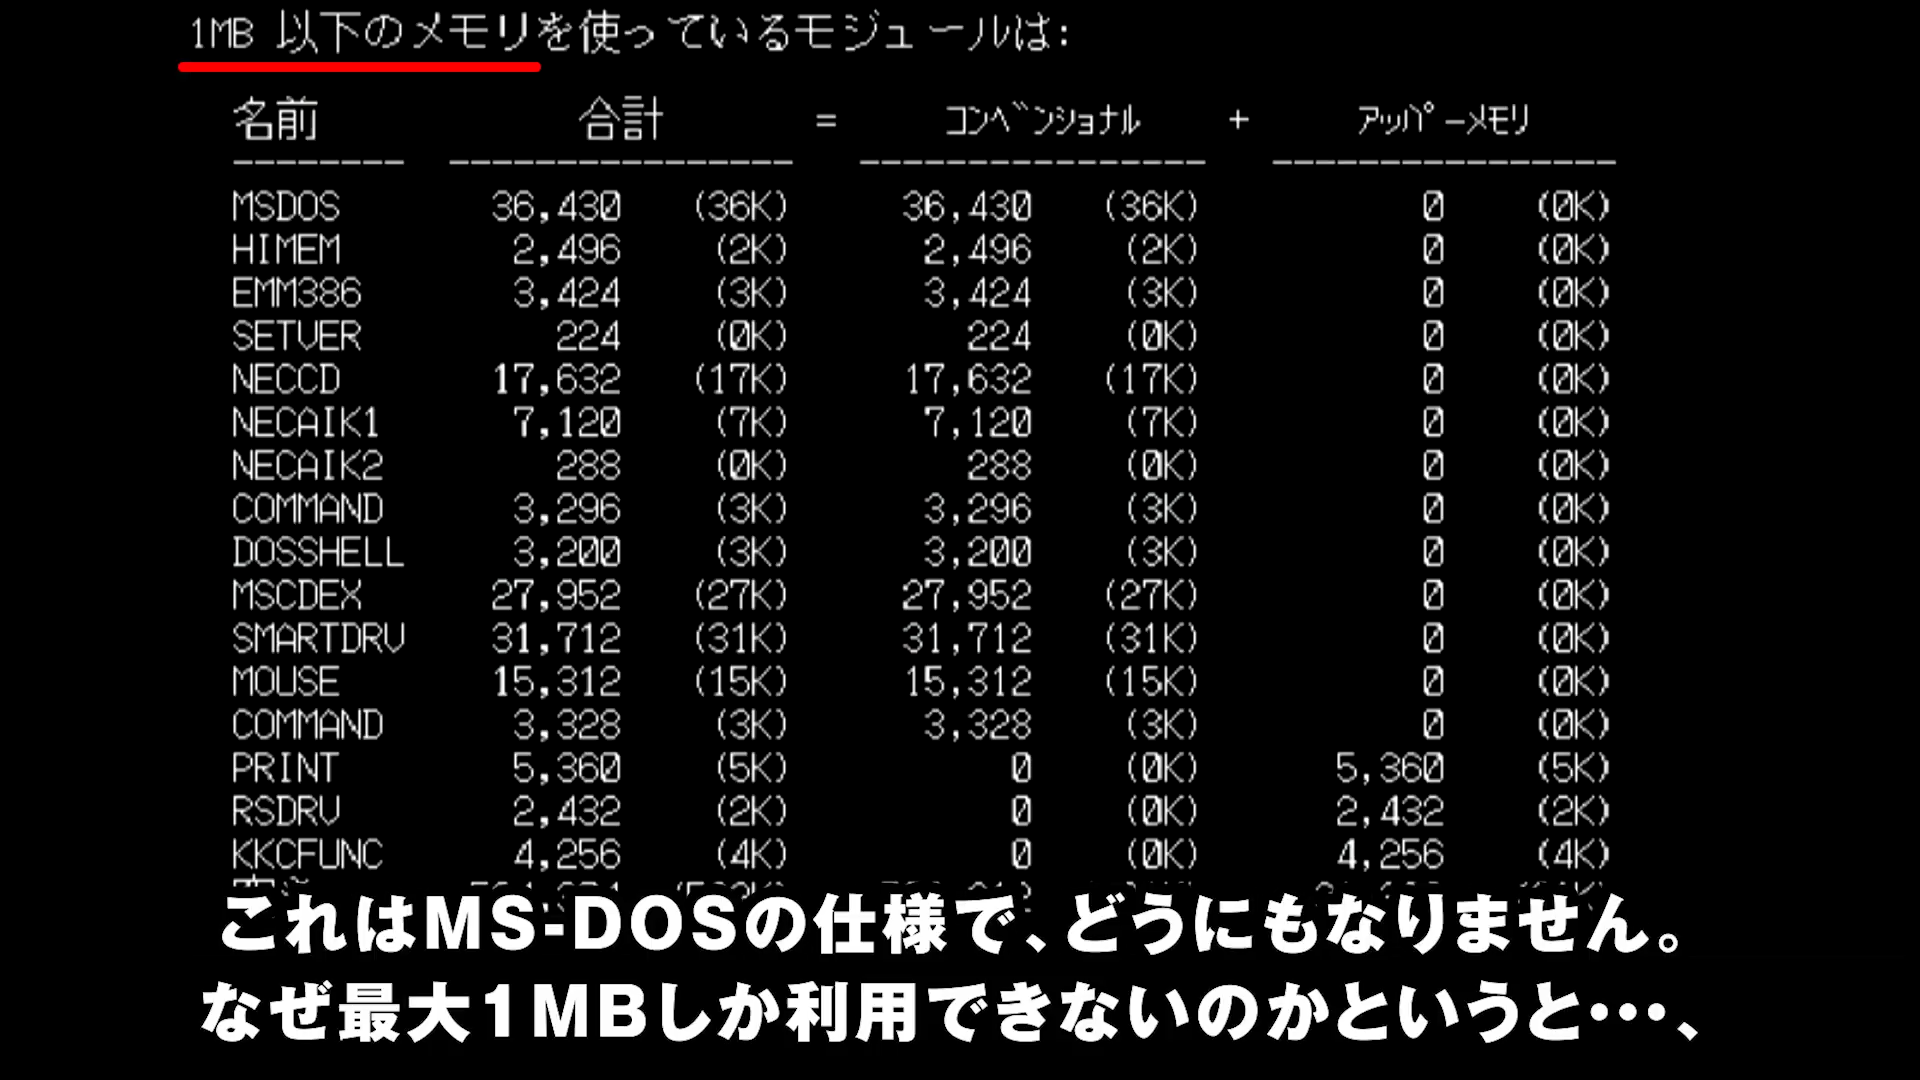 1MB 以下のメモリを使っているモジュールは:
名前 合計 = コンベンショナル + アッパーメモリ
-------- ---------------- ---------------- ----------------
MSDOS 36,430 (36K) 36,430 (36K) 0 (0K)
HIMEM 2,496 (2K) 2,496 (2K) 0 (0K)
EMM386 3,424 (3K) 3,424 (3K) 0 (0K)
SETVER 224 (0K) 224 (0K) 0 (0K)
NECCD 17,632 (17K) 17,632 (17K) 0 (0K)
NECAIK1 7,120 (7K) 7,120 (7K) 0 (0K)
NECAIK2 288 (0K) 288 (0K) 0 (0K)
COMMAND 3,296 (3K) 3,296 (3K) 0 (0K)
DOSSHELL 3,200 (3K) 3,200 (3K) 0 (0K)
MSCDEX 27,952 (27K) 27,952 (27K) 0 (0K)
SMARTDRV 31,712 (31K) 31,712 (31K) 0 (0K)
MOUSE 15,312 (15K) 15,312 (15K) 0 (0K)
COMMAND 3,328 (3K) 3,328 (3K) 0 (0K)
PRINT 5,360 (5K) 0 (0K) 5,360 (5K)
RSDRV 2,432 (2K) 0 (0K) 2,432 (2K)
KKCFUNC 4,256 (4K) 0 (0K) 4,256 (4K)
これはMS-DOSの仕様で、どうにもなりません。
なぜ最大1MBしか利用できないのかというと・・・、